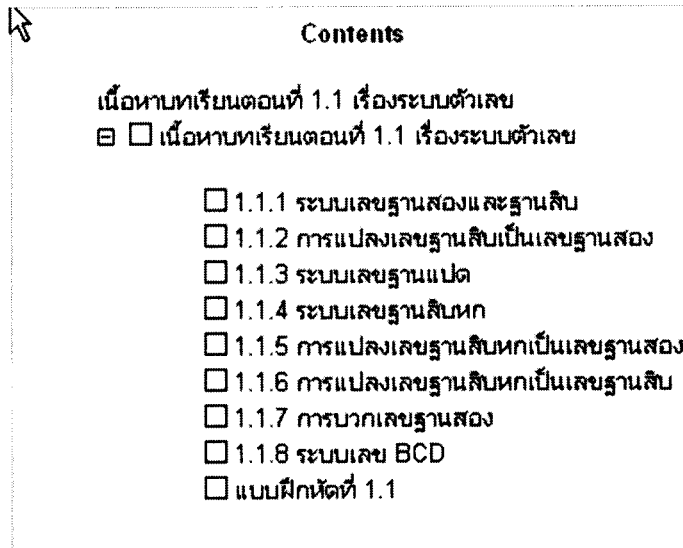 Contents
เนื้อหาบทเรียนตอนที่ 1.1 เรื่องระบบตัวเลข
เนื้อหาบทเรียนตอนที่ 1.1 เรื่องระบบตัวเลข
1.1.1 ระบบเลขฐานสองและฐานสิบ
1.1.2 การแปลงเลขฐานสิบเป็นเลขฐานสอง
1.1.3 ระบบเลขฐานแปด
1.1.4 ระบบเลขฐานสิบหก
1.1.5 การแปลงเลขฐานสิบหกเป็นเลขฐานสอง
1.1.6 การแปลงเลขฐานสิบหกเป็นเลขฐานสิบ
1.1.7 การบวกเลขฐานสอง
1.1.8 ระบบเลข BCD
แบบฝึกหัดที่ 1.1